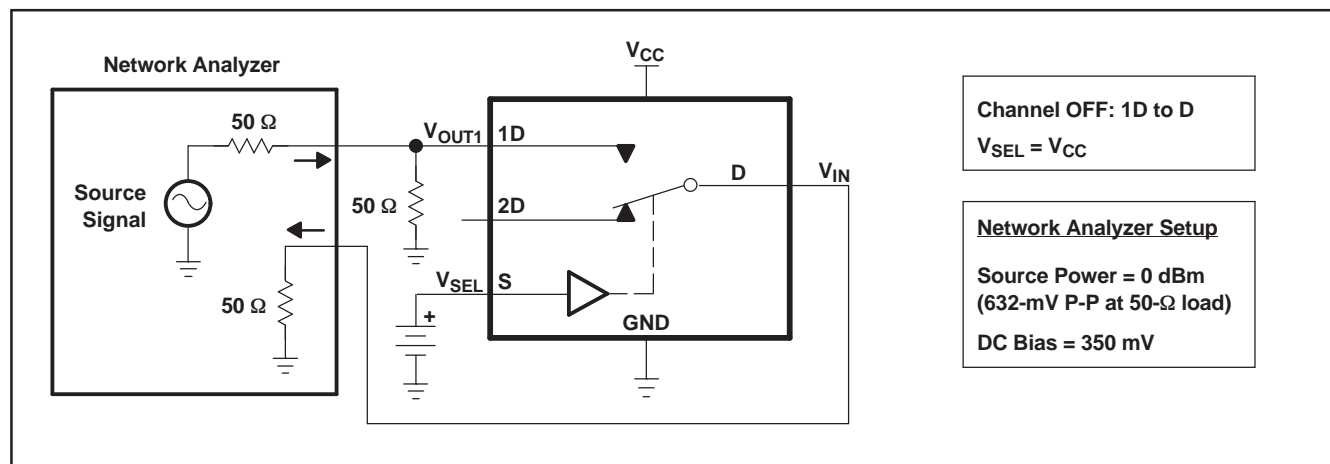 Network Analyzer
50 Ω
Source
Signal
50 Ω
VOUT1
50 Ω
VCC
1D
2D
D
VIN
VSEL
S
+
GND
Channel OFF: 1D to D
VSEL = VCC
Network Analyzer Setup
Source Power = 0 dBm
(632-mV P-P at 50-Ω load)
DC Bias = 350 mV